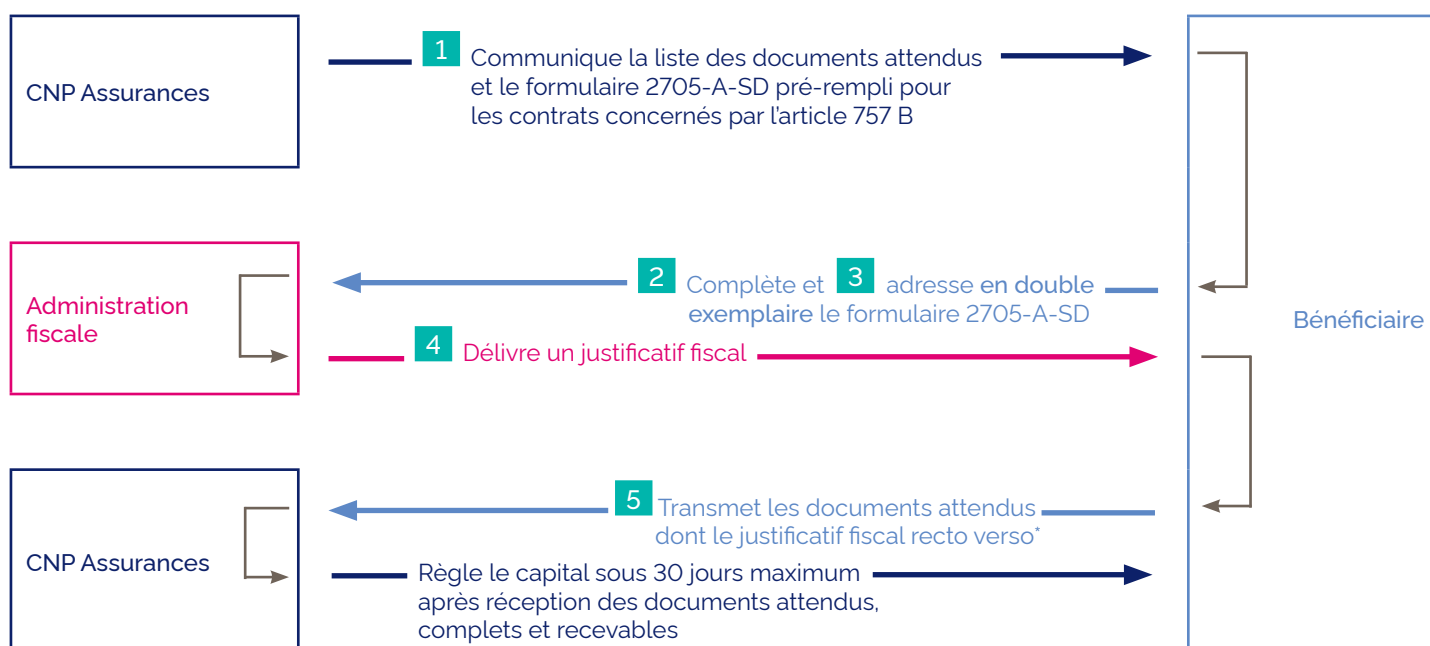 CNP Assurances
1 Communique la liste des documents attendus
et le formulaire 2705-A-SD pré-rempli pour
les contrats concernés par l’article 757 B
Administration
fiscale
2 Complète et 3 adresse en double
exemplaire le formulaire 2705-A-SD
4 Délivre un justificatif fiscal
Bénéficiaire
CNP Assurances
5 Transmet les documents attendus
dont le justificatif fiscal recto verso*
Règle le capital sous 30 jours maximum
après réception des documents attendus,
complets et recevables